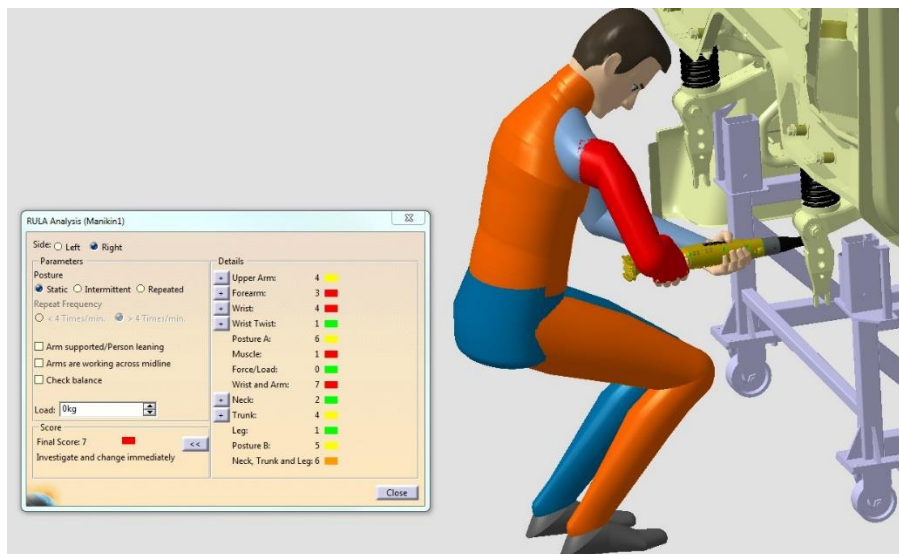 RULA Analysis (Manikin1)
Side: Left Right
Parameters
Posture
Static Intermittent Repeated
Repeat Frequency
< 4 Times/min. > 4 Times/min.
Arm supported/Person leaning
Arms are working across midline
Check balance
Load: 0kg
Score
Final Score: 7
<<
Investigate and change immediately
Details
+ Upper Arm: 4
+ Forearm: 3
+ Wrist: 4
+ Wrist Twist: 1
Posture A: 6
Muscle: 1
Force/Load: 0
Wrist and Arm: 7
+ Neck: 2
+ Trunk: 4
Leg: 1
Posture B: 5
Neck, Trunk and Leg: 6
Close